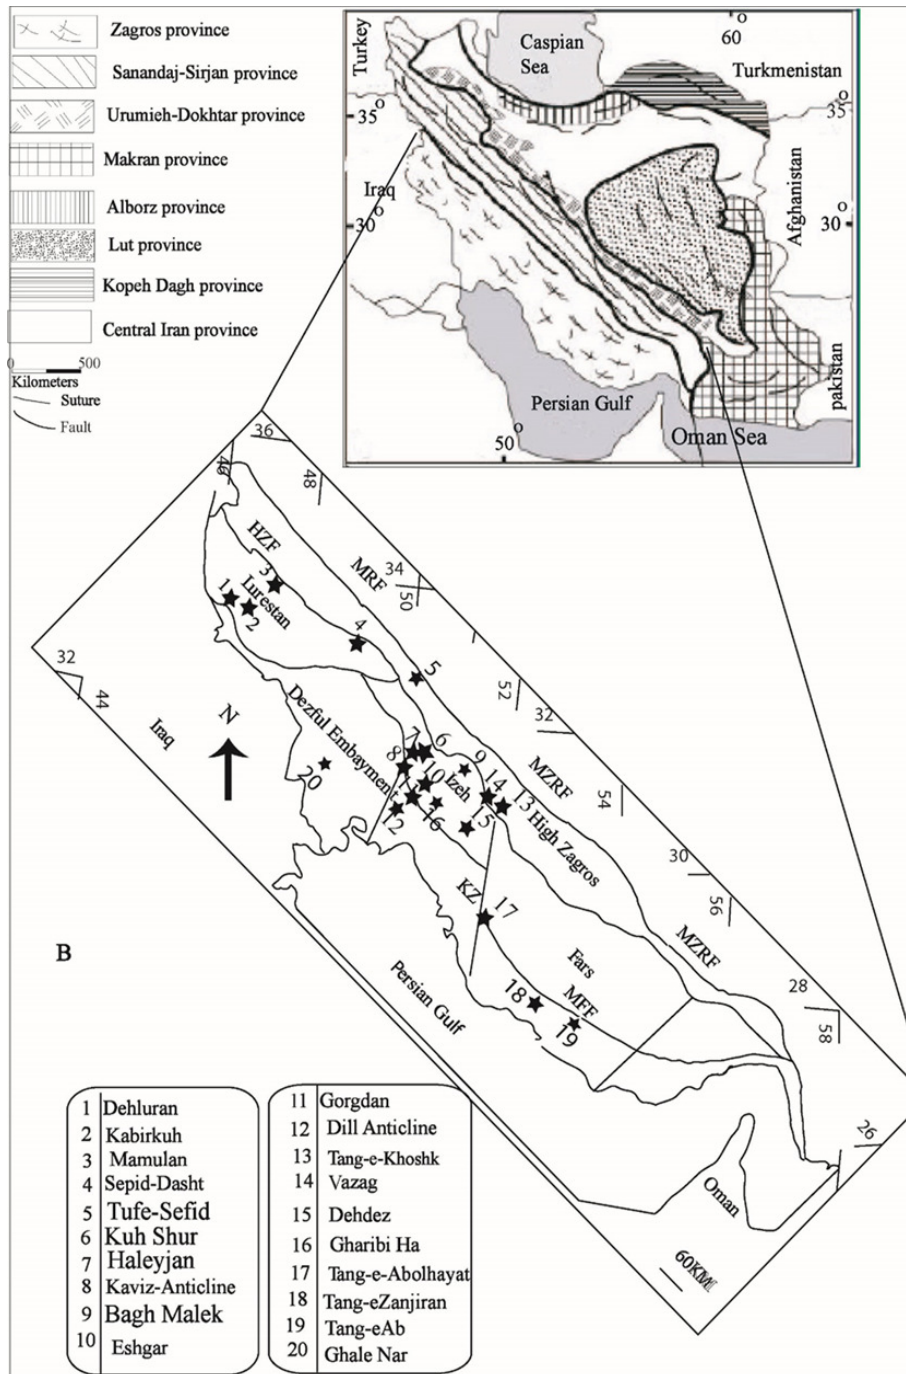 Zagros province
Sanandaj-Sirjan province
Urumieh-Dokhtar province
Makran province
Alborz province
Lut province
Kopeh Dagh province
Central Iran province
0 500
Kilometers
Suture
Fault
Turkey
Caspian
Sea
60 o
Turkmenistan
35 o
35 o
Iraq
o
30
Afghanistan
o
30
Persian Gulf
50 o
Oman Sea
pakistan
36
46
48
HZF
MRF
34
50
3
1
Lurestan
2
4
5
32
44
Iraq
N
52
32
Dezful Embayment
7
6
8
9
10
Izeh
14
13
MZRF
54
20
12
16
15
High Zagros
30
56
KZ
17
MZRF
B
Persian Gulf
Fars
18
MFF
19
28
58
26
Oman
60KM
1 Dehluran
2 Kabirkuh
3 Mamulan
4 Sepid-Dasht
5 Tufe-Sefid
6 Kuh Shur
7 Haleyjan
8 Kaviz-Anticline
9 Bagh Malek
10 Eshgar
11 Gorgdan
12 Dill Anticline
13 Tang-e-Khoshk
14 Vazag
15 Dehdez
16 Gharibi Ha
17 Tang-e-Abolhayat
18 Tang-eZanjiran
19 Tang-eAb
20 Ghale Nar